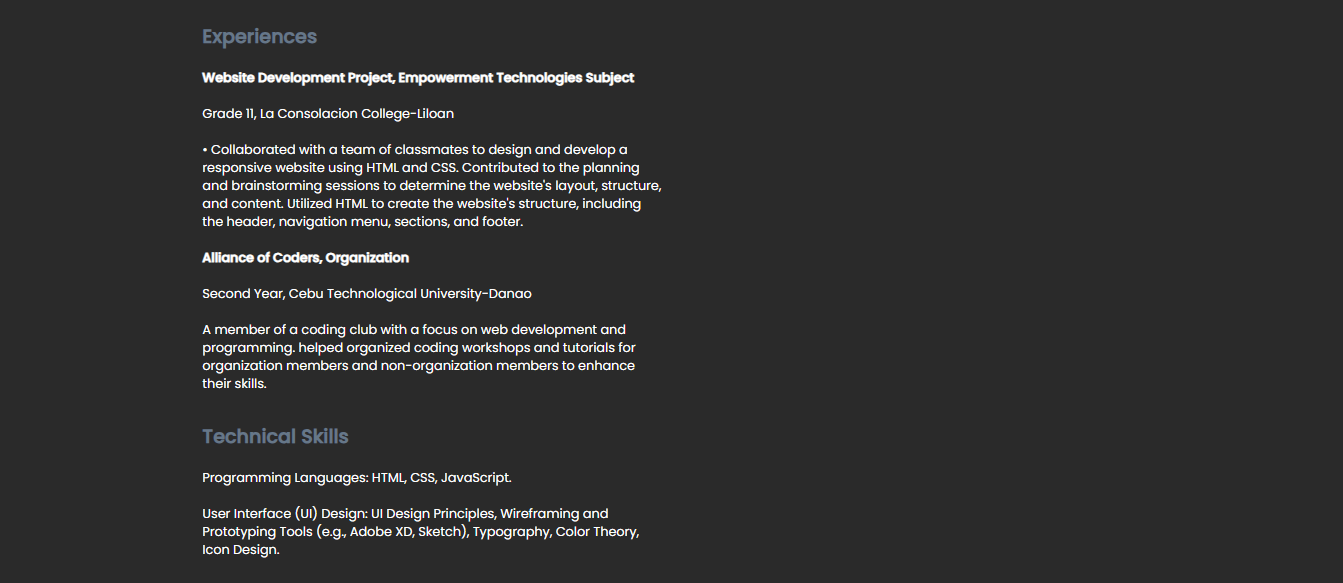 Experiences
Website Development Project, Empowerment Technologies Subject
Grade 11, La Consolacion College-Liloan
• Collaborated with a team of classmates to design and develop a
responsive website using HTML and CSS. Contributed to the planning
and brainstorming sessions to determine the website's layout, structure,
and content. Utilized HTML to create the website's structure, including
the header, navigation menu, sections, and footer.
Alliance of Coders, Organization
Second Year, Cebu Technological University-Danao
A member of a coding club with a focus on web development and
programming. helped organized coding workshops and tutorials for
organization members and non-organization members to enhance
their skills.
Technical Skills
Programming Languages: HTML, CSS, JavaScript.
User Interface (UI) Design: UI Design Principles, Wireframing and
Prototyping Tools (e.g., Adobe XD, Sketch), Typography, Color Theory,
Icon Design.